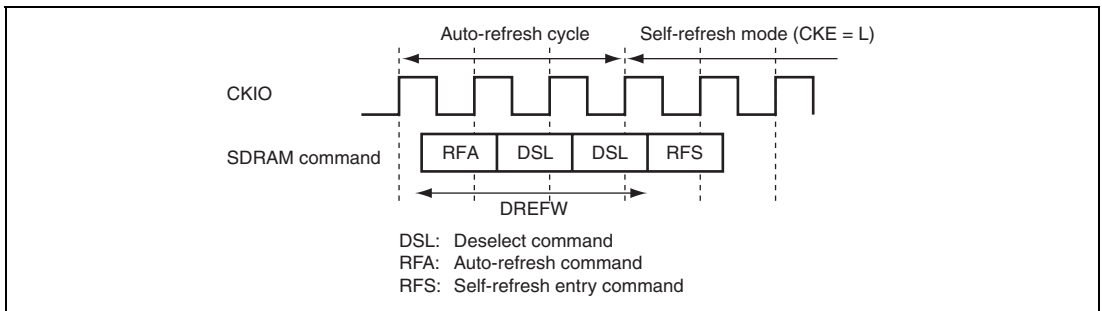 Auto-refresh cycle Self-refresh mode (CKE = L)
CKIO
SDRAM command RFA DSL DSL RFS
DREFW
DSL: Deselect command
RFA: Auto-refresh command
RFS: Self-refresh entry command